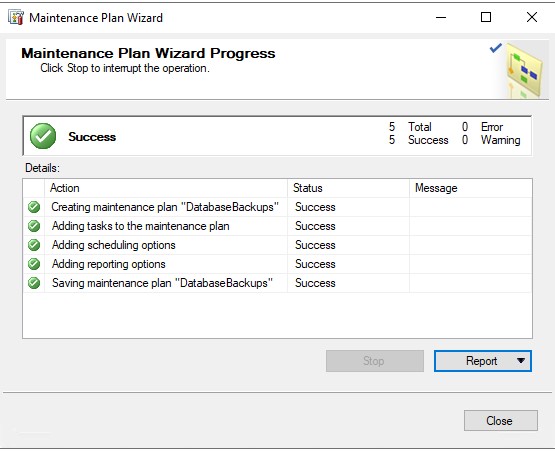 Maintenance Plan Wizard
Maintenance Plan Wizard Progress
Click Stop to interrupt the operation.
Success
5 Total 0 Error
5 Success 0 Warning
Details:
Action Status Message
Creating maintenance plan "DatabaseBackups" Success
Adding tasks to the maintenance plan Success
Adding scheduling options Success
Adding reporting options Success
Saving maintenance plan "DatabaseBackups" Success
Stop Report
Close